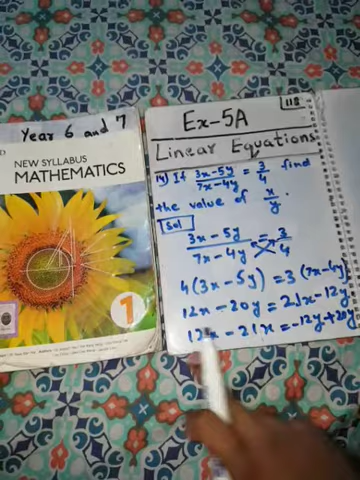 Year 6 and 7
NEW SYLLABUS
MATHEMATICS
1
118
Ex-5A
Linear Equations
14) If (3x-5y)/(7x-4y) = 3/4 find
the value of x/y.
Sol
(3x-5y)/(7x-4y) = 3/4
4(3x-5y) = 3(7x-4y)
12x-20y = 21x-12y
12x-21x = -12y+20y